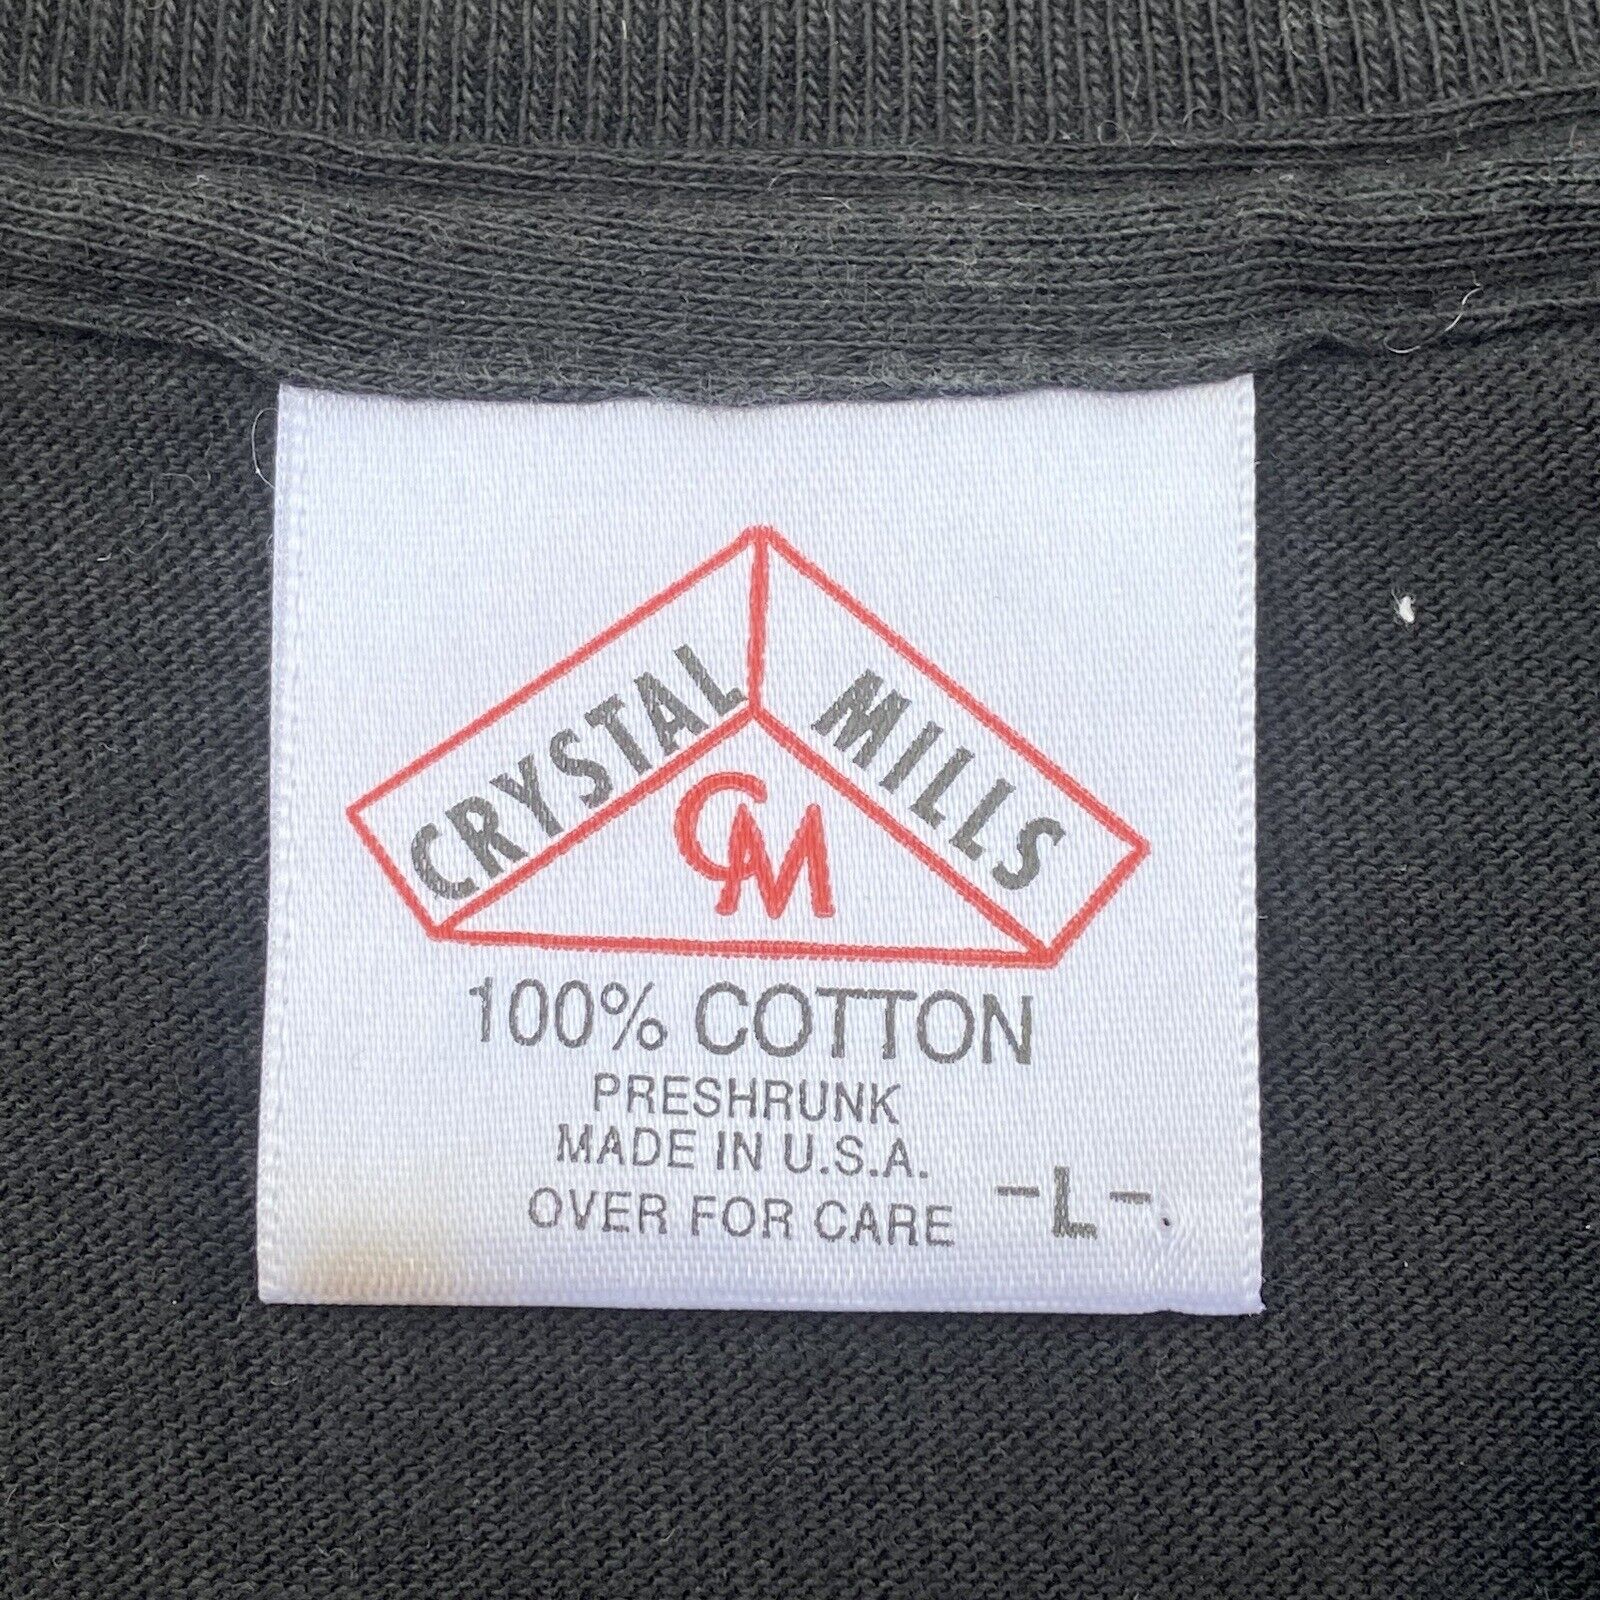 CRYSTAL MILLS
CM
100% COTTON
PRESHRUNK
MADE IN U.S.A.
OVER FOR CARE -L-